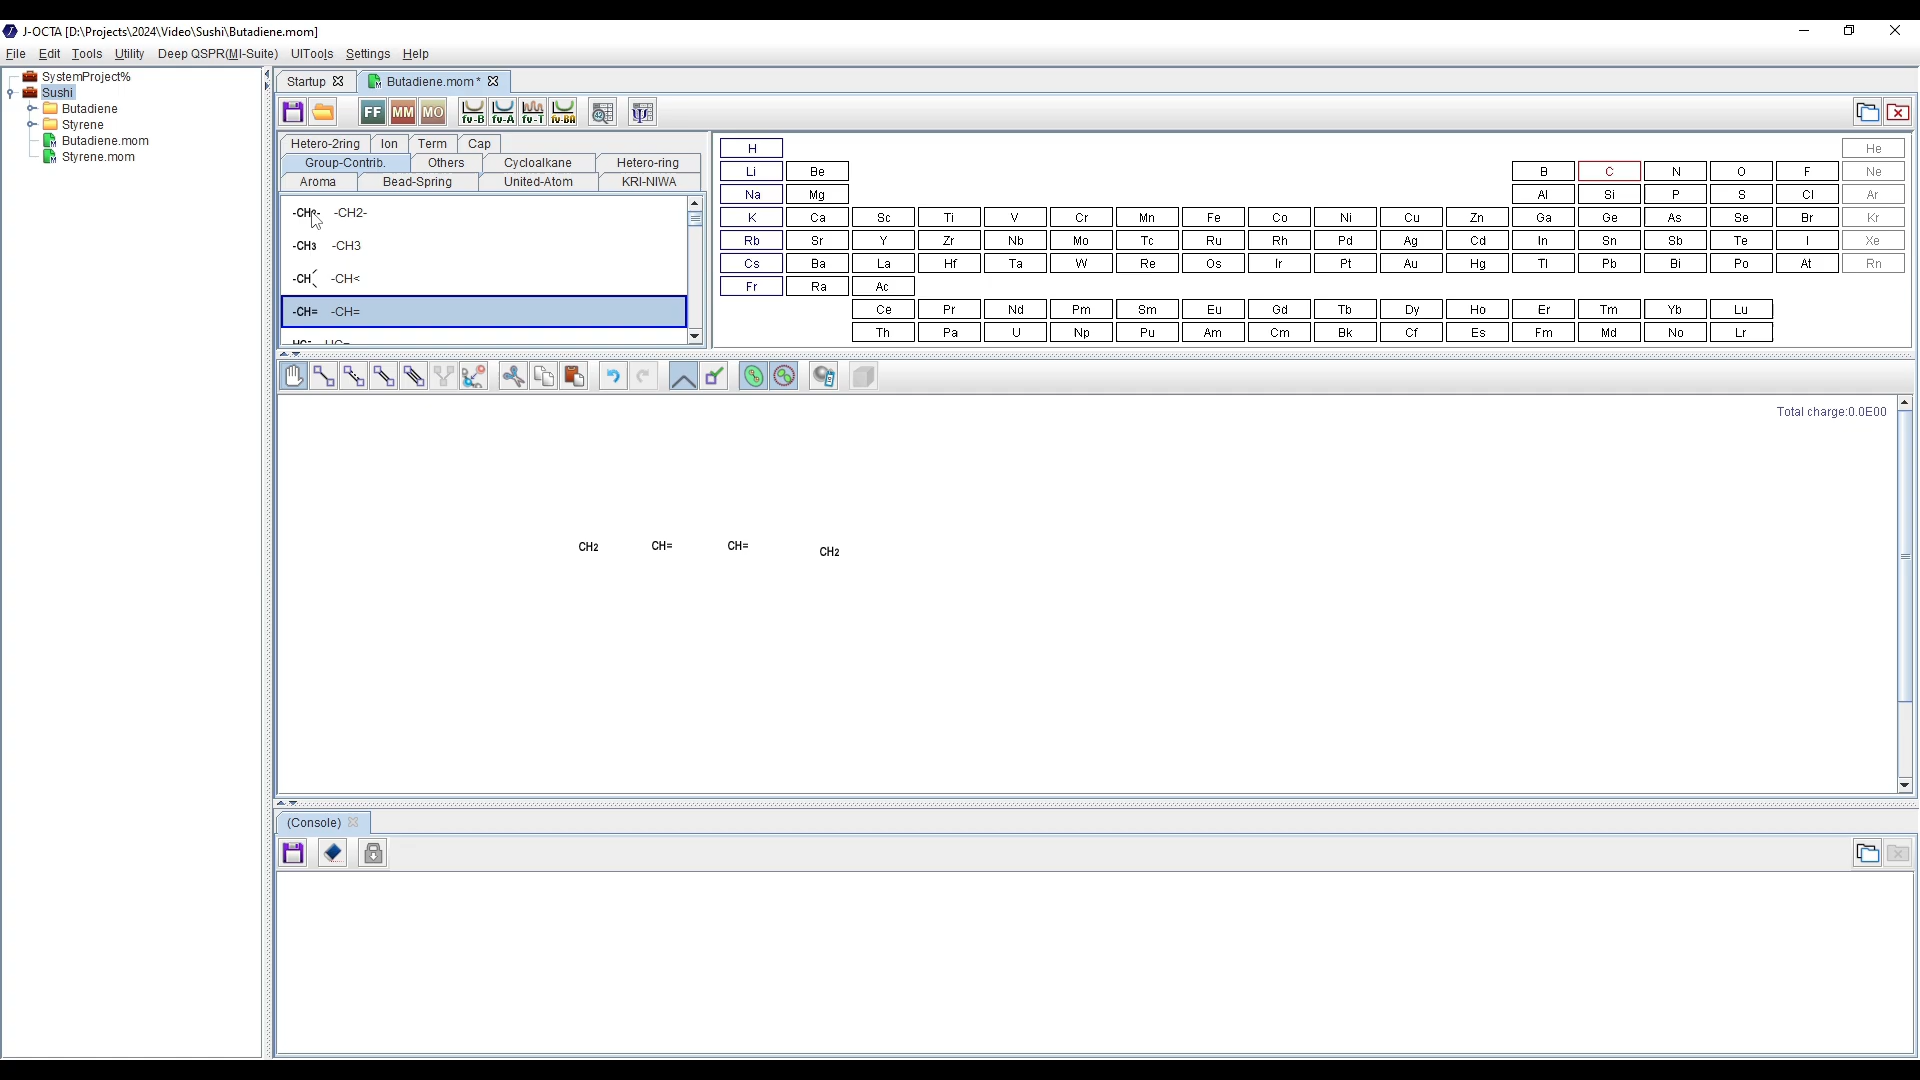 J-OCTA [D:\Projects\2024\Video\Sushi\Butadiene.mom]
File Edit Tools Utility Deep QSPR(MI-Suite) UITools Settings Help
SystemProject%
Sushi
Butadiene
Styrene
Butadiene.mom
Styrene.mom
Startup Butadiene.mom *
FF MM MO fv-B fv-A fv-T fv-BA
Hetero-2ring Ion Term Cap
Group-Contrib. Others Cycloalkane Hetero-ring
Aroma Bead-Spring United-Atom KRI-NIWA
-CH2-
-CH3 -CH3
-CH -CH<
-CH= -CH=
H He
Li Be B C N O F Ne
Na Mg Al Si P S Cl Ar
K Ca Sc Ti V Cr Mn Fe Co Ni Cu Zn Ga Ge As Se Br Kr
Rb Sr Y Zr Nb Mo Tc Ru Rh Pd Ag Cd In Sn Sb Te I Xe
Cs Ba La Hf Ta W Re Os Ir Pt Au Hg Tl Pb Bi Po At Rn
Fr Ra Ac
Ce Pr Nd Pm Sm Eu Gd Tb Dy Ho Er Tm Yb Lu
Th Pa U Np Pu Am Cm Bk Cf Es Fm Md No Lr
Total charge:0.0E00
CH2 CH= CH= CH2
(Console)